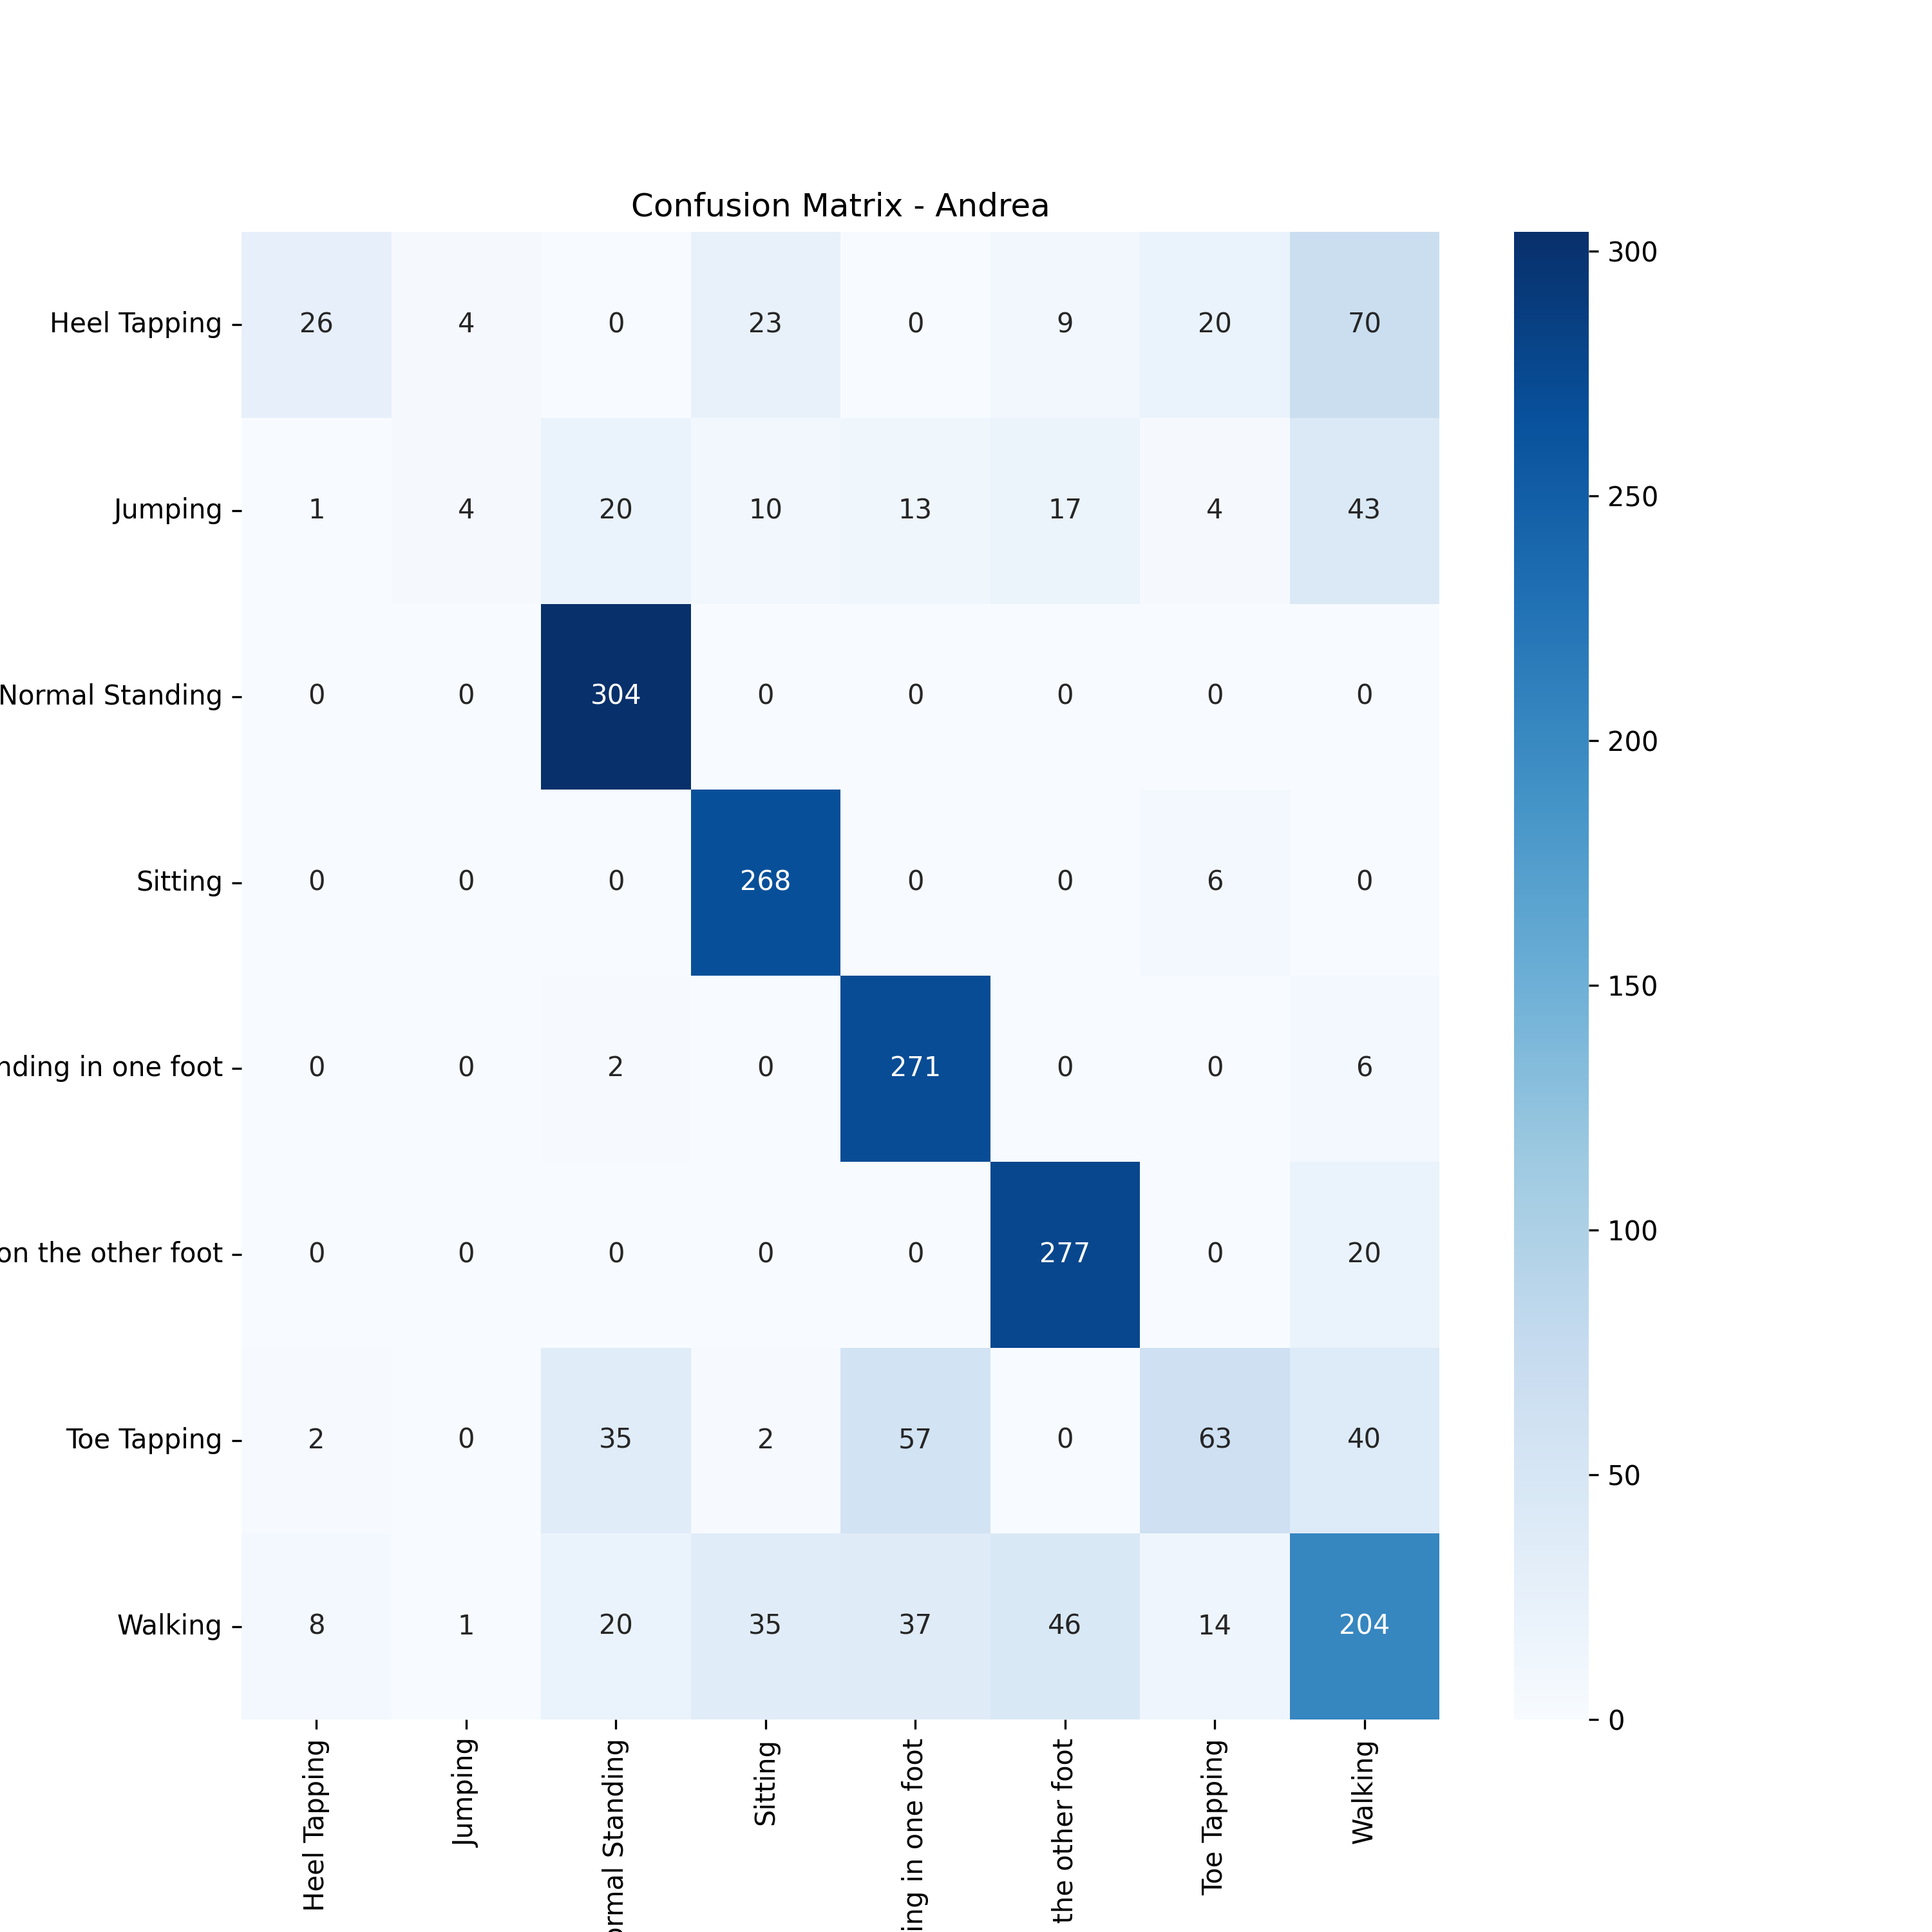 Confusion Matrix - Andrea
Heel Tapping 26 4 0 23 0 9 20 70
Jumping 1 4 20 10 13 17 4 43
Normal Standing 0 0 304 0 0 0 0 0
Sitting 0 0 0 268 0 0 6 0
nding in one foot 0 0 2 0 271 0 0 6
on the other foot 0 0 0 0 0 277 0 20
Toe Tapping 2 0 35 2 57 0 63 40
Walking 8 1 20 35 37 46 14 204
300
250
200
150
100
50
0
Heel Tapping
Jumping
ormal Standing
Sitting
ing in one foot
the other foot
Toe Tapping
Walking